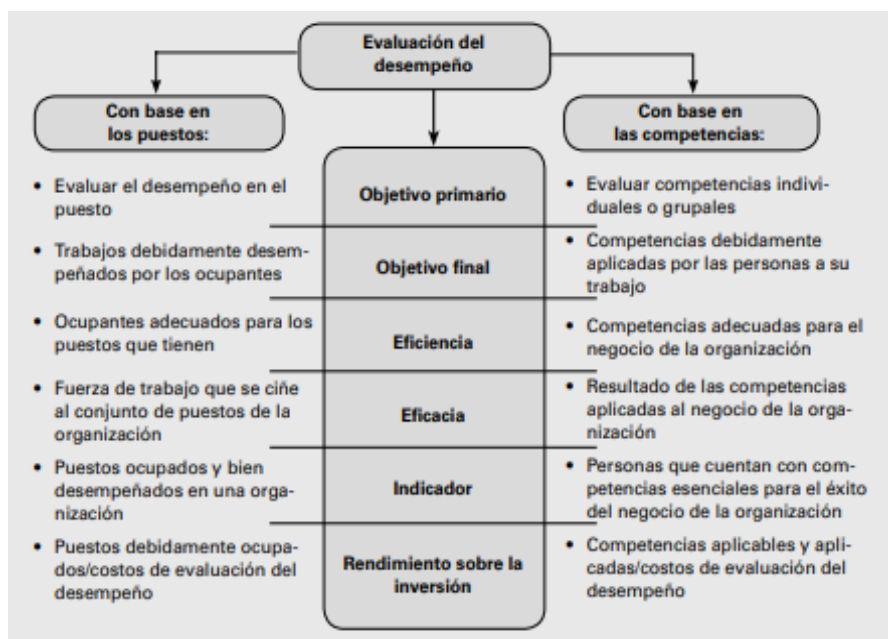 Evaluación del
desempeño
Con base en
los puestos:
Con base en
las competencias:
• Evaluar el desempeño en el
puesto
Objetivo primario
• Evaluar competencias indivi-
duales o grupales
• Trabajos debidamente desem-
peñados por los ocupantes
Objetivo final
• Competencias debidamente
aplicadas por las personas a su
trabajo
• Ocupantes adecuados para los
puestos que tienen
Eficiencia
• Competencias adecuadas para el
negocio de la organización
• Fuerza de trabajo que se ciñe
al conjunto de puestos de la
organización
Eficacia
• Resultado de las competencias
aplicadas al negocio de la orga-
nización
• Puestos ocupados y bien
desempeñados en una orga-
nización
Indicador
• Personas que cuentan con com-
petencias esenciales para el éxito
del negocio de la organización
• Puestos debidamente ocupa-
dos/costos de evaluación del
desempeño
Rendimiento sobre la
inversión
• Competencias aplicables y apli-
cadas/costos de evaluación del
desempeño